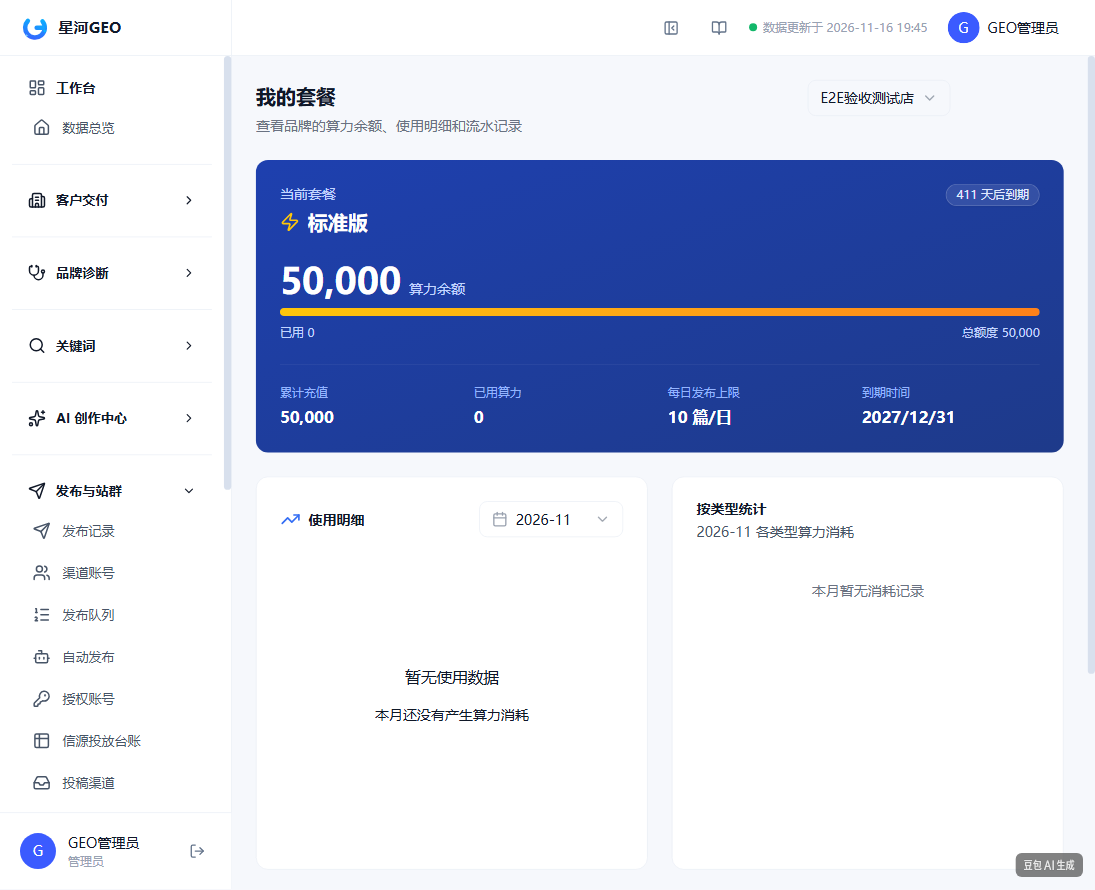 星河GEO
数据更新于 2026-11-16 19:45
G
GEO管理员
工作台
数据总览
客户交付
品牌诊断
关键词
AI 创作中心
发布与站群
发布记录
渠道账号
发布队列
自动发布
授权账号
信源投放台账
投稿渠道
G
GEO管理员
管理员
我的套餐
查看品牌的算力余额、使用明细和流水记录
E2E验收测试店
当前套餐
411 天后到期
标准版
50,000 算力余额
已用 0
总额度 50,000
累计充值
50,000
已用算力
0
每日发布上限
10 篇/日
到期时间
2027/12/31
使用明细
2026-11
暂无使用数据
本月还没有产生算力消耗
按类型统计
2026-11 各类型算力消耗
本月暂无消耗记录
豆包 AI 生成